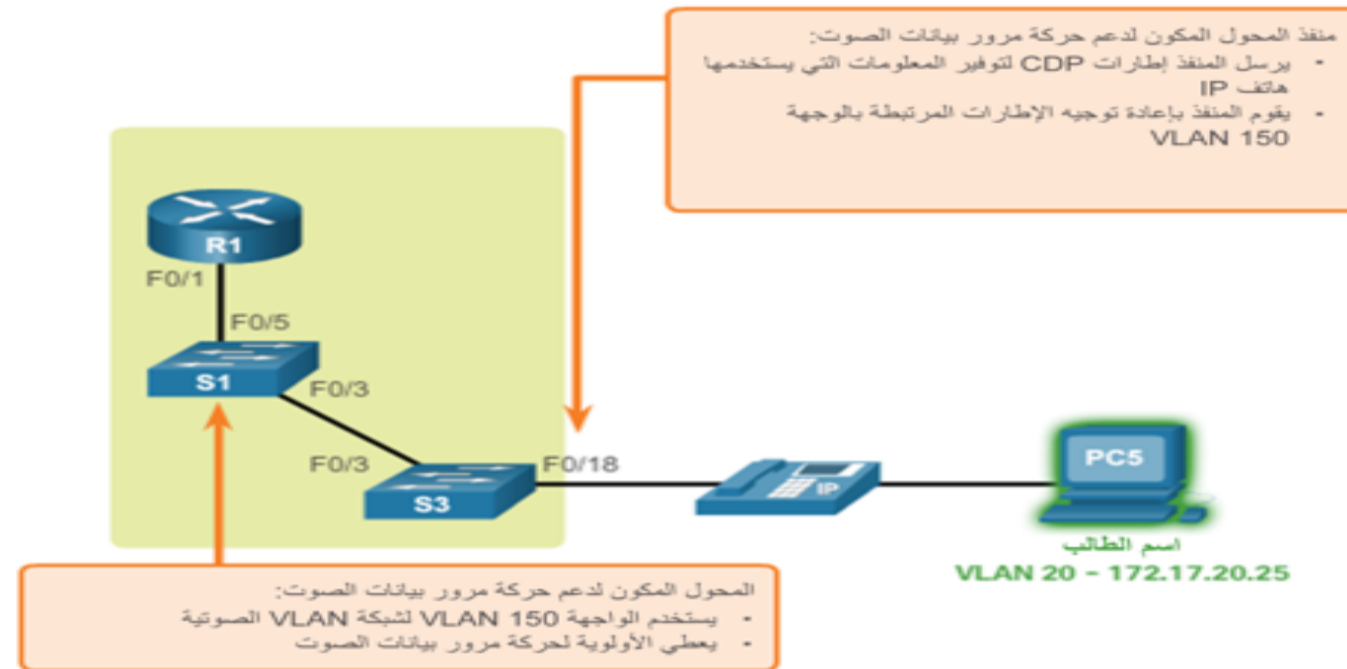 منفذ المحول المكون لدعم حركة مرور بيانات الصوت:
- يرسل المنفذ إطارات CDP لتوفير المعلومات التي يستخدمها
هاتف IP
- يقوم المنفذ بإعادة توجيه الإطارات المرتبطة بالوجهة
VLAN 150
R1
F0/1
F0/5
S1
F0/3
F0/3
S3
F0/18
IP
PC5
اسم الطالب
VLAN 20 – 172.17.20.25
المحول المكون لدعم حركة مرور بيانات الصوت:
- يستخدم الواجهة VLAN 150 لشبكة VLAN الصوتية
- يعطي الأولوية لحركة مرور بيانات الصوت